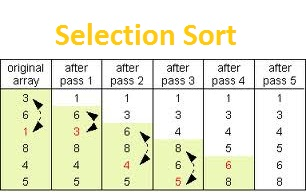 Selection Sort
original array after pass 1 after pass 2 after pass 3 after pass 4 after pass 5
3 1 1 1 1 1
6 6 3 3 3 3
1 3 6 4 4 4
8 8 8 8 5 5
4 4 4 6 6 6
5 5 5 5 8 8